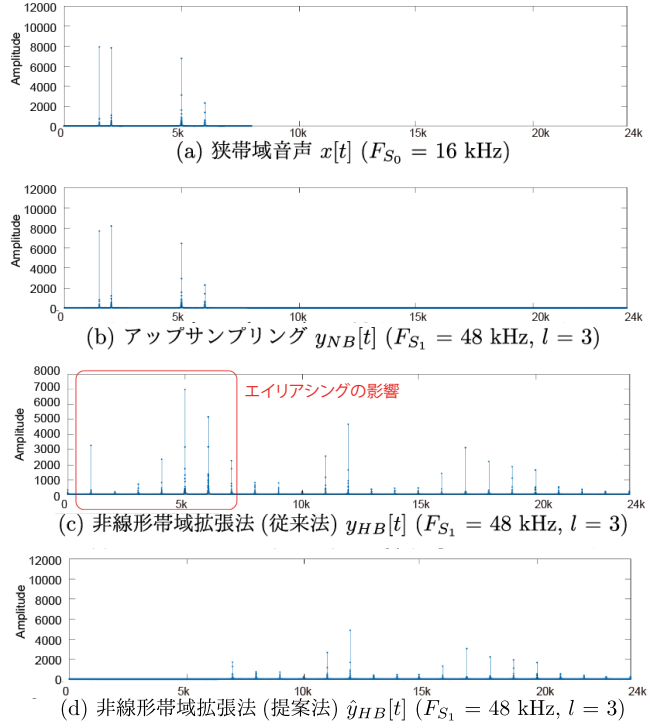 12000
10000
8000
6000
4000
2000
0
Amplitude
0 5k 10k 15k 20k 24k
(a) 狭帯域音声 x[t] (F_{S_0} = 16 kHz)
12000
10000
8000
6000
4000
2000
0
Amplitude
0 5k 10k 15k 20k 24k
(b) アップサンプリング y_{NB}[t] (F_{S_1} = 48 kHz, l = 3)
8000
7000
6000
5000
4000
3000
2000
1000
0
Amplitude
エイリアシングの影響
0 5k 10k 15k 20k 24k
(c) 非線形帯域拡張法 (従来法) y_{HB}[t] (F_{S_1} = 48 kHz, l = 3)
12000
10000
8000
6000
4000
2000
0
Amplitude
0 5k 10k 15k 20k 24k
(d) 非線形帯域拡張法 (提案法) ŷ_{HB}[t] (F_{S_1} = 48 kHz, l = 3)